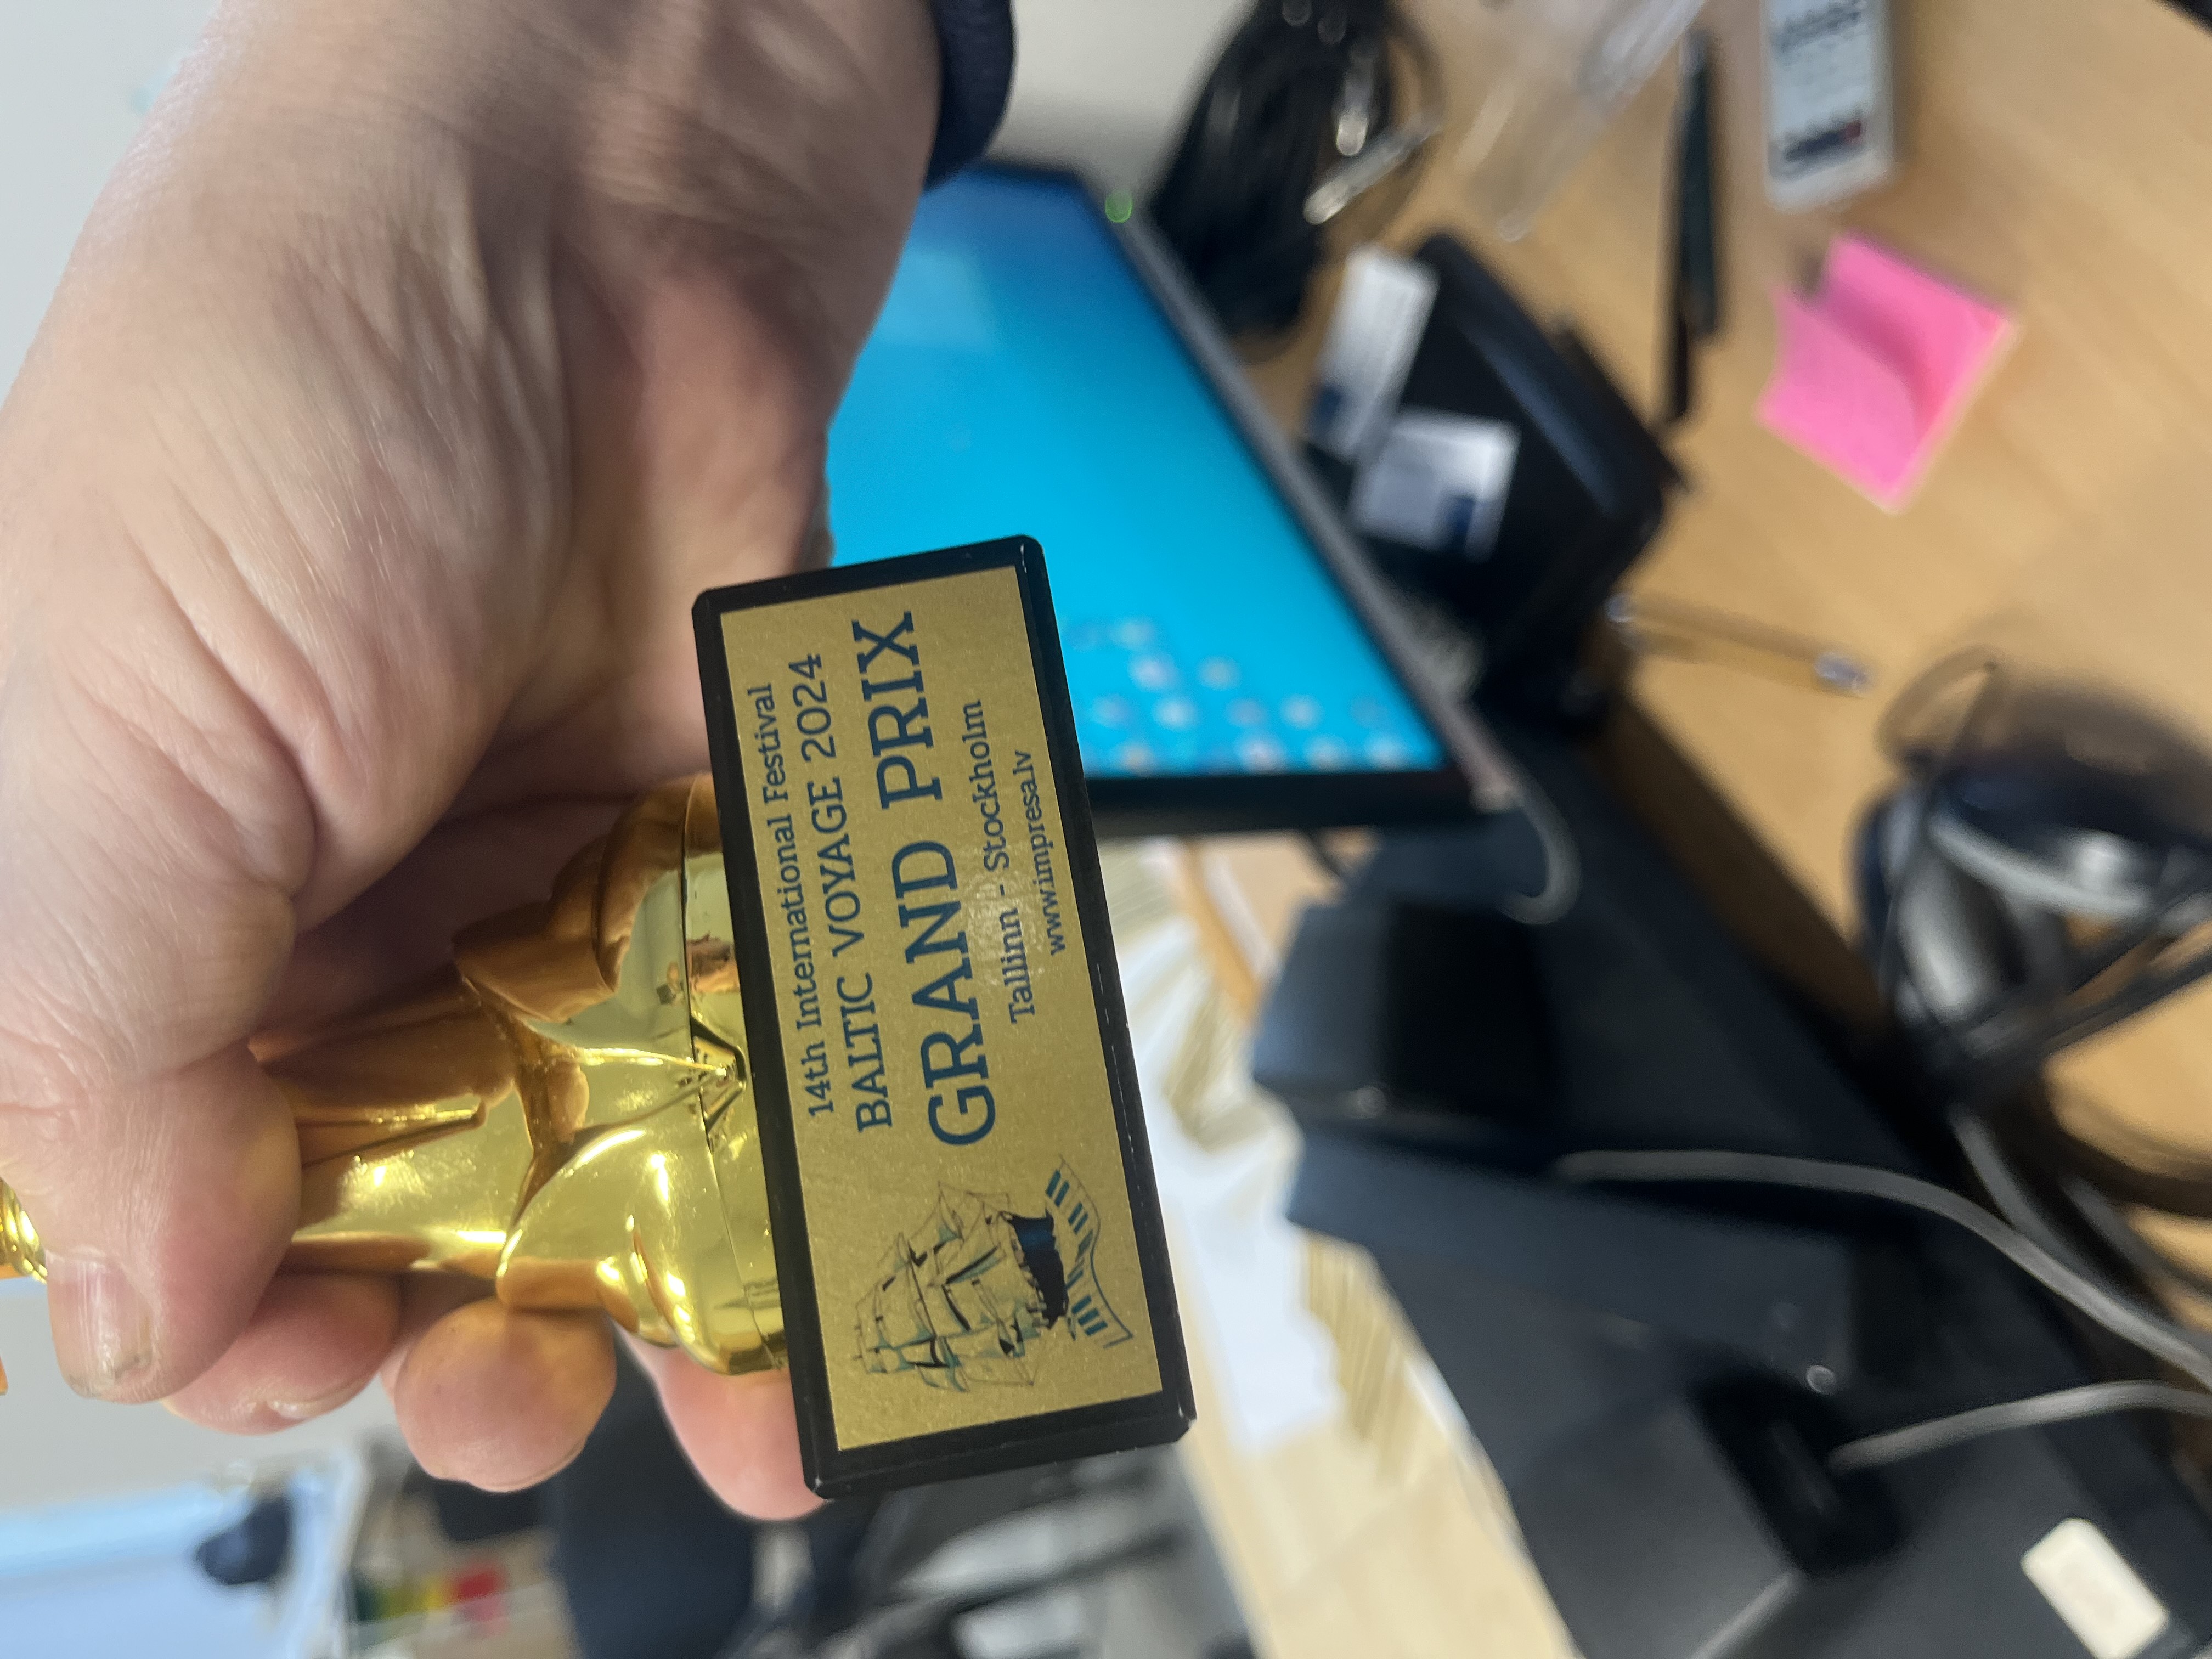 14th International Festival
BALTIC VOYAGE 2024
GRAND PRIX
Tallinn - Stockholm
www.impresa.lv